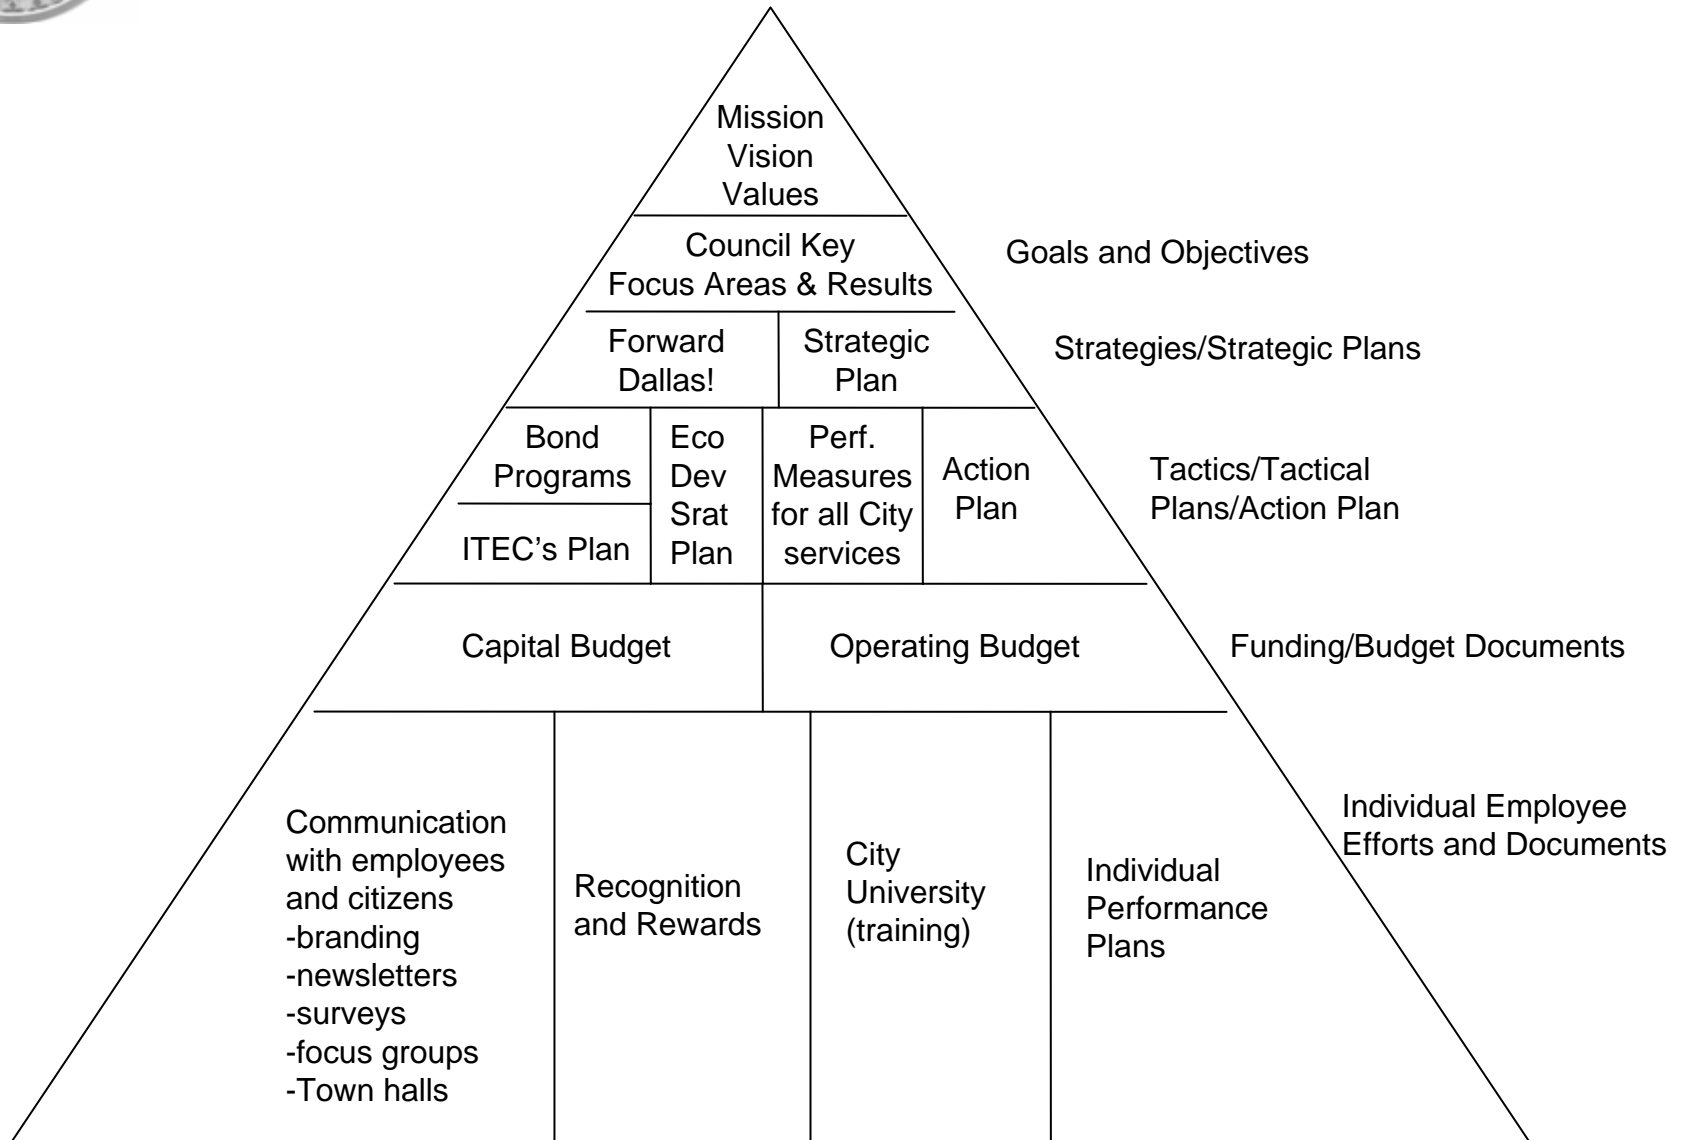 Mission
Vision
Values
Council Key
Focus Areas & Results
Goals and Objectives
Forward
Dallas!
Strategic
Plan
Strategies/Strategic Plans
Bond
Programs
ITEC’s Plan
Eco
Dev
Srat
Plan
Perf.
Measures
for all City
services
Action
Plan
Tactics/Tactical
Plans/Action Plan
Capital Budget
Operating Budget
Funding/Budget Documents
Communication
with employees
and citizens
-branding
-newsletters
-surveys
-focus groups
-Town halls
Recognition
and Rewards
City
University
(training)
Individual
Performance
Plans
Individual Employee
Efforts and Documents